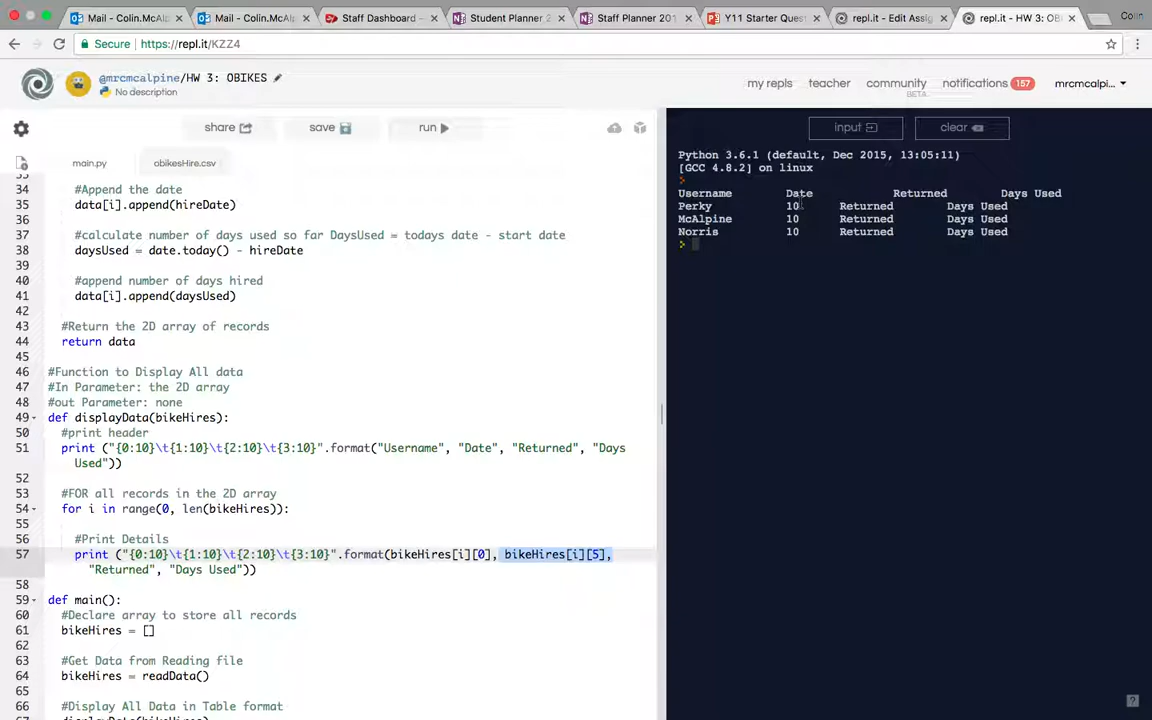 Mail - Colin.McAlp
Mail - Colin.McAlp
Staff Dashboard -
Student Planner 2
Staff Planner 201
Y11 Starter Quest
repl.it - Edit Assig
repl.it - HW 3: OB
Colin
Secure
https://repl.it/KZZ4
@mrcmcalpine/HW 3: OBIKES
No description
my repls
teacher
community
BETA
notifications
157
mrcmcalpi...
share
save
run
input
clear
main.py
obikesHire.csv
33
34 #Append the date
35 data[i].append(hireDate)
36
37 #calculate number of days used so far DaysUsed = todays date - start date
38 daysUsed = date.today() - hireDate
39
40 #append number of days hired
41 data[i].append(daysUsed)
42
43 #Return the 2D array of records
44 return data
45
46 #Function to Display All data
47 #In Parameter: the 2D array
48 #out Parameter: none
49 def displayData(bikeHires):
50 #print header
51 print ("{0:10}\t{1:10}\t{2:10}\t{3:10}".format("Username", "Date", "Returned", "Days
Used"))
52
53 #FOR all records in the 2D array
54 for i in range(0, len(bikeHires)):
55
56 #Print Details
57 print ("{0:10}\t{1:10}\t{2:10}\t{3:10}".format(bikeHires[i][0], bikeHires[i][5],
"Returned", "Days Used"))
58
59 def main():
60 #Declare array to store all records
61 bikeHires = []
62
63 #Get Data from Reading file
64 bikeHires = readData()
65
66 #Display All Data in Table format
67 displayData(bikeHires)
Python 3.6.1 (default, Dec 2015, 13:05:11)
[GCC 4.8.2] on linux
Username Date Returned Days Used
Perky 10 Returned Days Used
McAlpine 10 Returned Days Used
Norris 10 Returned Days Used
>
?